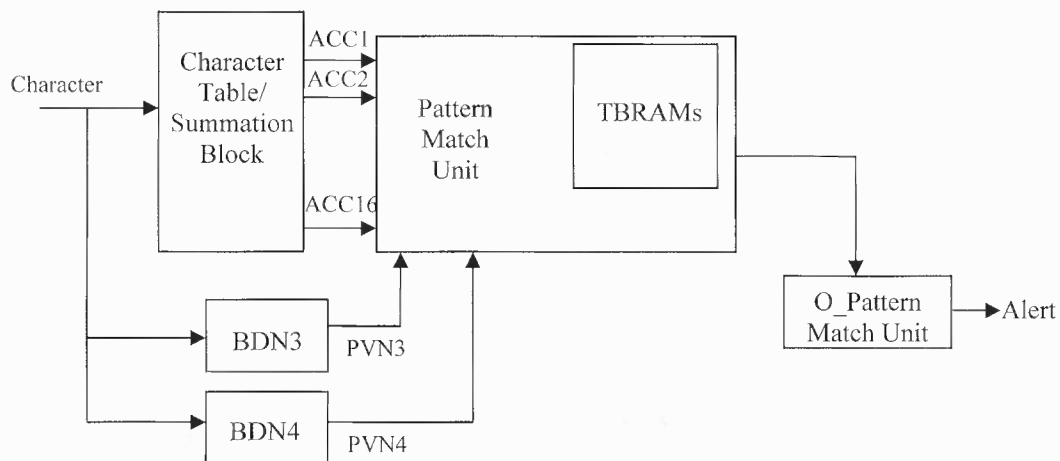 Character
Character
Table/
Summation
Block
ACC1
ACC2
ACC16
Pattern
Match
Unit
TBRAMs
BDN3
PVN3
BDN4
PVN4
O_Pattern
Match Unit
Alert